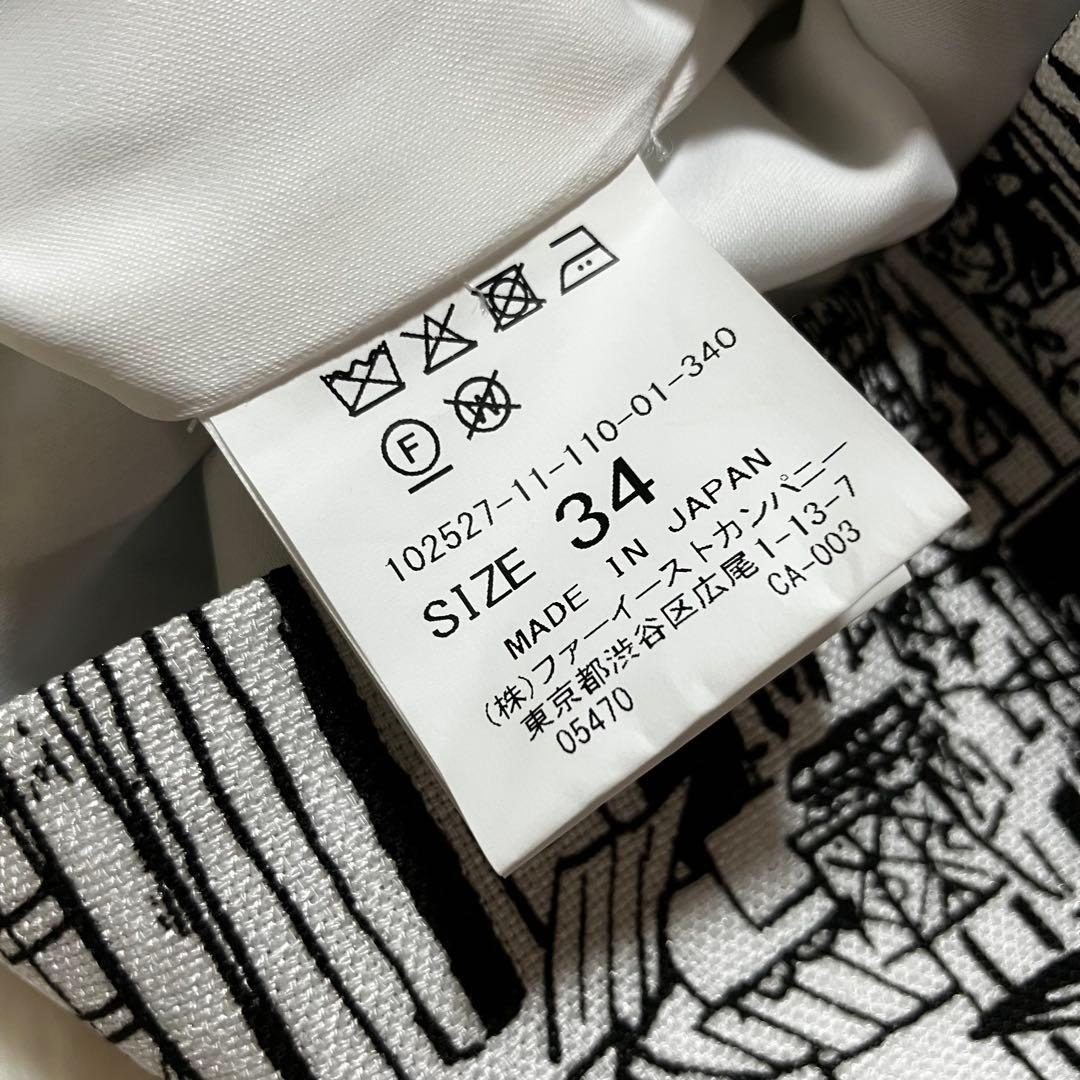 F W
102527-11-110-01-340
SIZE 34
MADE IN JAPAN
(株)ファーイーストカンパニー
東京都渋谷区広尾1-13-7
05470 CA-003